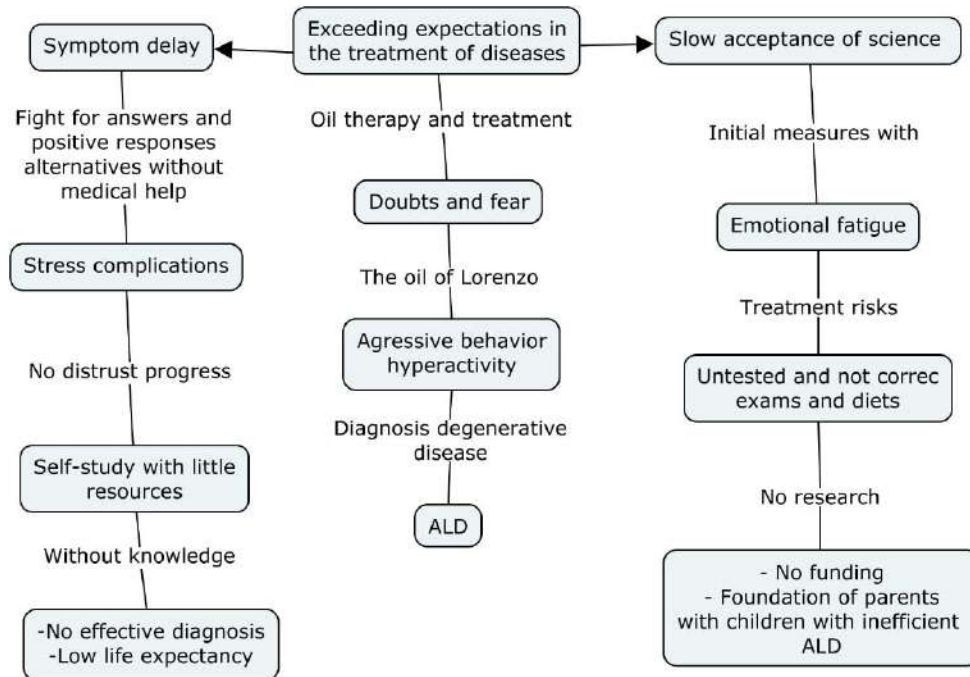 Symptom delay
Fight for answers and
positive responses
alternatives without
medical help
Stress complications
No distrust progress
Self-study with little
resources
Without knowledge
-No effective diagnosis
-Low life expectancy
Exceeding expectations in
the treatment of diseases
Oil therapy and treatment
Doubts and fear
The oil of Lorenzo
Agressive behavior
hyperactivity
Diagnosis degenerative
disease
ALD
Slow acceptance of science
Initial measures with
Emotional fatigue
Treatment risks
Untested and not correc
exams and diets
No research
- No funding
- Foundation of parents
with children with inefficient
ALD